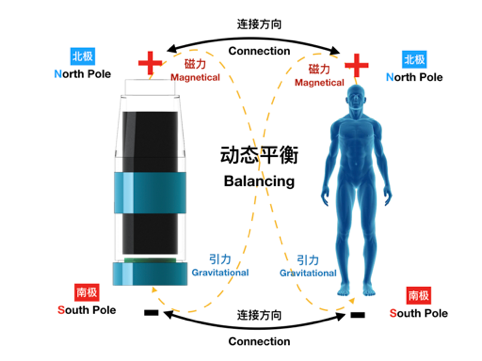 连接方向
Connection
北极
North Pole
+
磁力
Magnetical
磁力
Magnetical
+
北极
North Pole
动态平衡
Balancing
引力
Gravitational
引力
Gravitational
南极
South Pole
-
连接方向
Connection
-
南极
South Pole